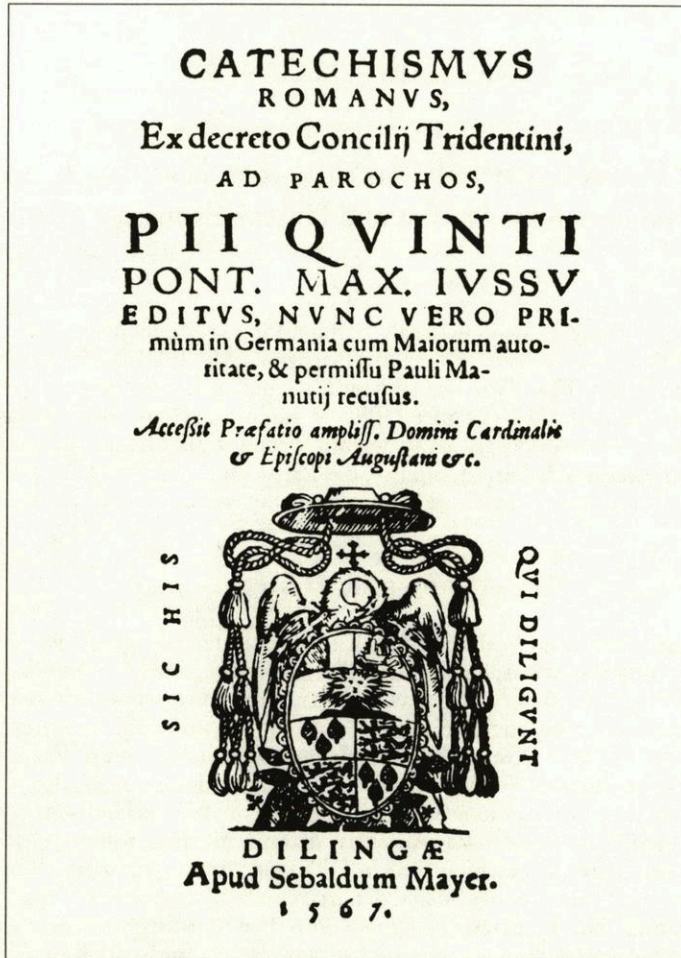 CATECHISMVS
ROMANVS,
Ex decreto Concilij Tridentini,
AD PAROCHOS,
PII QVINTI
PONT. MAX. IVSSV
EDITVS, NVNC VERO PRI-
mùm in Germania cum Maiorum auto-
ritate, & permiſſu Pauli Ma-
nutij recuſus.
Acceßit Præfatio ampliſſ. Domini Cardinalis
& Epiſcopi Auguſtani &c.
SIC HIS
QVI DILIGVNT
DILINGÆ
Apud Sebaldum Mayer.
1567.